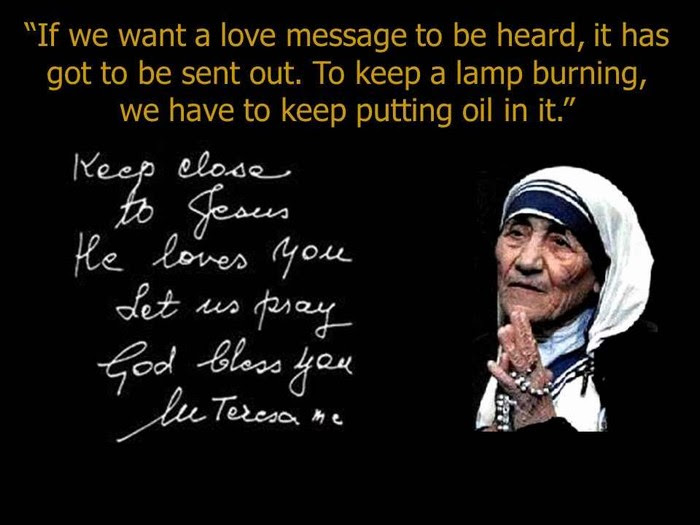 “If we want a love message to be heard, it has
got to be sent out. To keep a lamp burning,
we have to keep putting oil in it.”
Keep close
to Jesus
He loves you
Let us pray
God bless you
Teresa mc